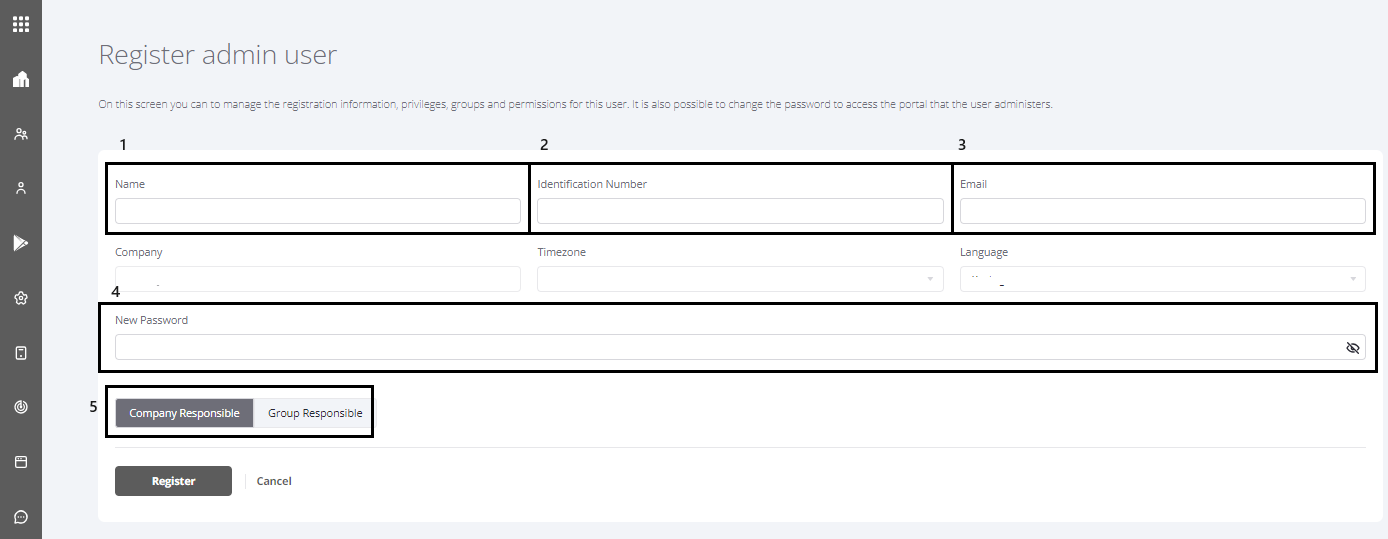 Register admin user
On this screen you can to manage the registration information, privileges, groups and permissions for this user. It is also possible to change the password to access the portal that the user administers.
1 2 3
Name Identification Number Email
Company Timezone Language
4
New Password
5 Company Responsible Group Responsible
Register Cancel